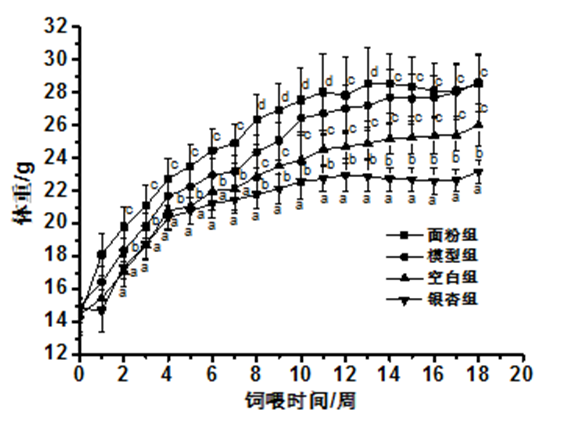 32
30
28
26
24
22
20
18
16
14
12
体重/g
d d d c c c c c c
c c c c c c c c
c c c c c c c
b b b b b b b b b b b b b b
a a a a a a a a a a a a a a a a a
面粉组
模型组
空白组
银杏组
0 2 4 6 8 10 12 14 16 18 20
饲喂时间/周